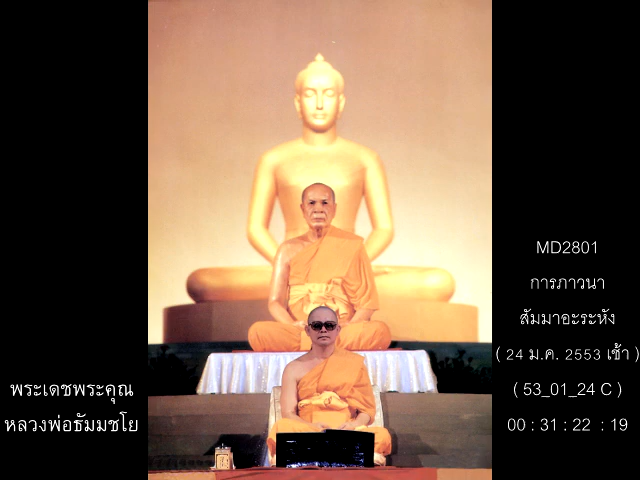 พระเดชพระคุณ
หลวงพ่อธัมมชโย
MD2801
การภาวนา
สัมมาอะระหัง
( 24 ม.ค. 2553 เช้า )
( 53_01_24 C )
00 : 31 : 22 : 19